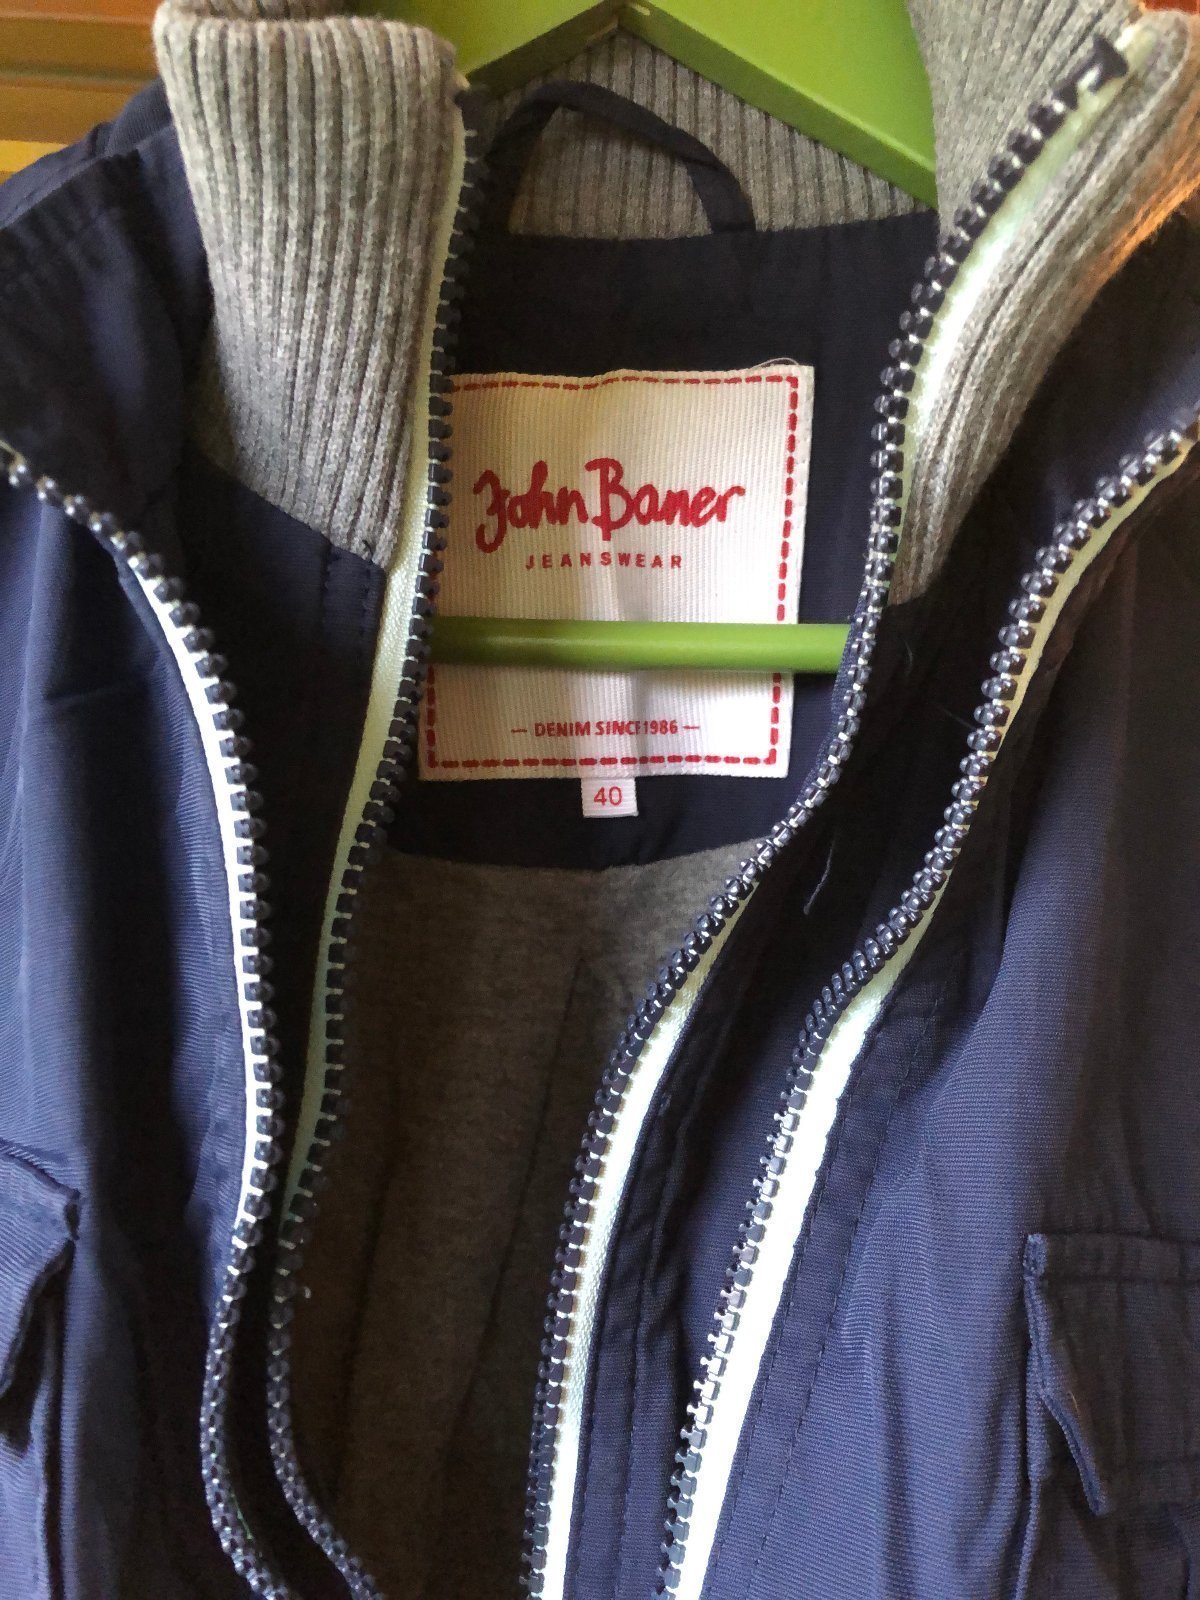 John Baner
JEANSWEAR
— DENIM SINCE 1986 —
40